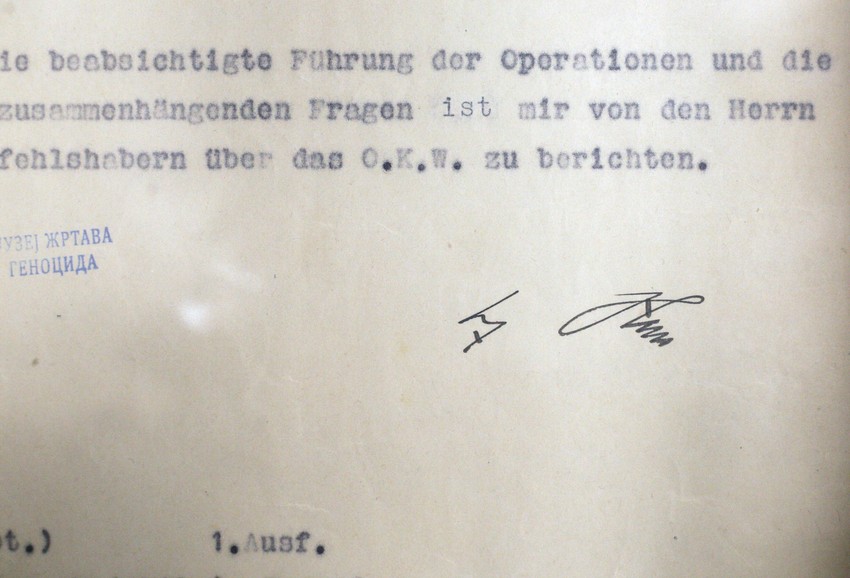 ie beabsichtigte Führung der Operationen und die
zusammenhängenden Fragen ist mir von den Herrn
fehlshabern über das O.K.W. zu berichten.
УЗЕЈ ЖРТАВА
ГЕНОЦИДА
t.) 1.Ausf.